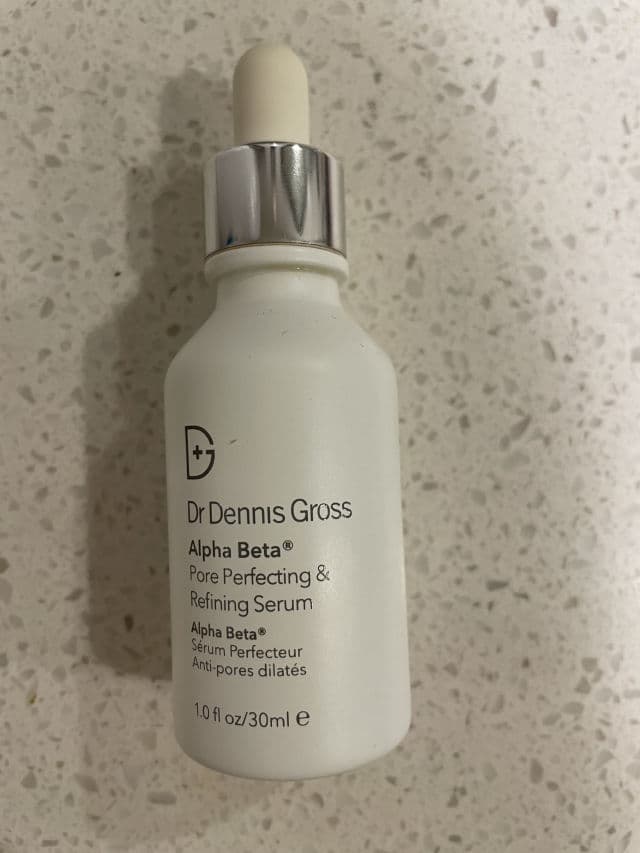 D+G
Dr Dennis Gross
Alpha Beta®
Pore Perfecting &
Refining Serum
Alpha Beta®
Sérum Perfecteur
Anti-pores dilatés
1.0 fl oz/30ml ℮